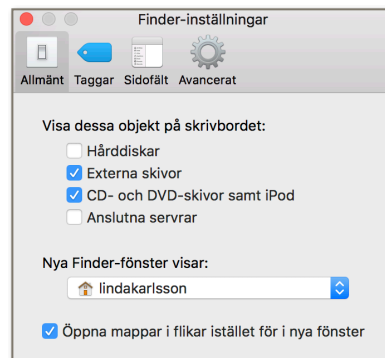 Finder-inställningar
Allmänt Taggar Sidofält Avancerat
Visa dessa objekt på skrivbordet:
Hårddiskar
Externa skivor
CD- och DVD-skivor samt iPod
Anslutna servrar
Nya Finder-fönster visar:
lindakarlsson
Öppna mappar i flikar istället för i nya fönster